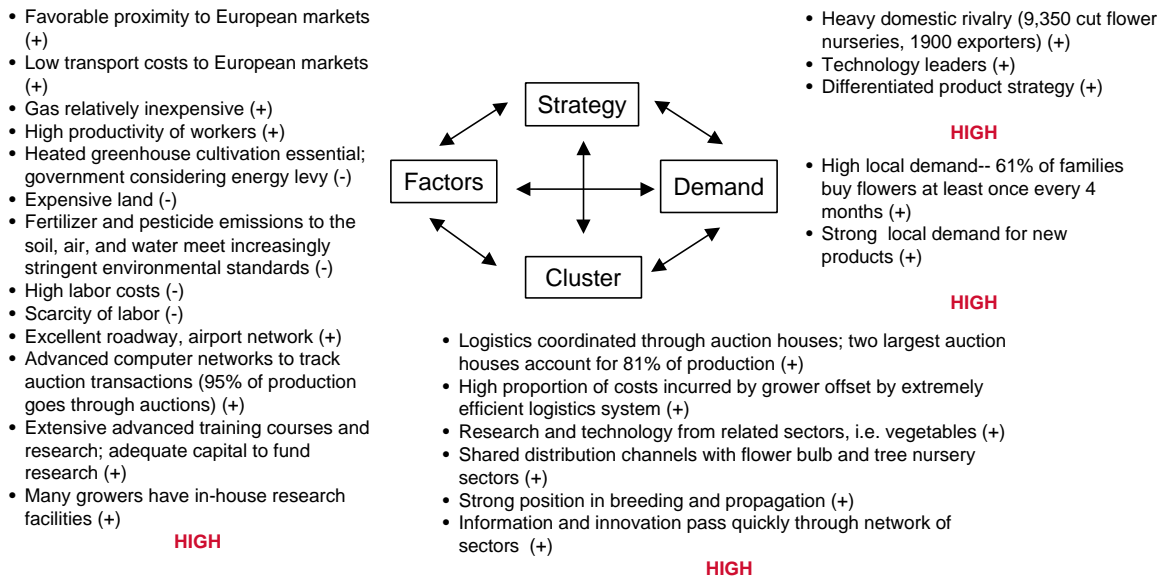 • Favorable proximity to European markets
(+)
• Low transport costs to European markets
(+)
• Gas relatively inexpensive (+)
• High productivity of workers (+)
• Heated greenhouse cultivation essential;
government considering energy levy (-)
• Expensive land (-)
• Fertilizer and pesticide emissions to the
soil, air, and water meet increasingly
stringent environmental standards (-)
• High labor costs (-)
• Scarcity of labor (-)
• Excellent roadway, airport network (+)
• Advanced computer networks to track
auction transactions (95% of production
goes through auctions) (+)
• Extensive advanced training courses and
research; adequate capital to fund
research (+)
• Many growers have in-house research
facilities (+)
HIGH
Strategy
Factors
Demand
Cluster
• Heavy domestic rivalry (9,350 cut flower
nurseries, 1900 exporters) (+)
• Technology leaders (+)
• Differentiated product strategy (+)
HIGH
• High local demand-- 61% of families
buy flowers at least once every 4
months (+)
• Strong local demand for new
products (+)
HIGH
• Logistics coordinated through auction houses; two largest auction
houses account for 81% of production (+)
• High proportion of costs incurred by grower offset by extremely
efficient logistics system (+)
• Research and technology from related sectors, i.e. vegetables (+)
• Shared distribution channels with flower bulb and tree nursery
sectors (+)
• Strong position in breeding and propagation (+)
• Information and innovation pass quickly through network of
sectors (+)
HIGH